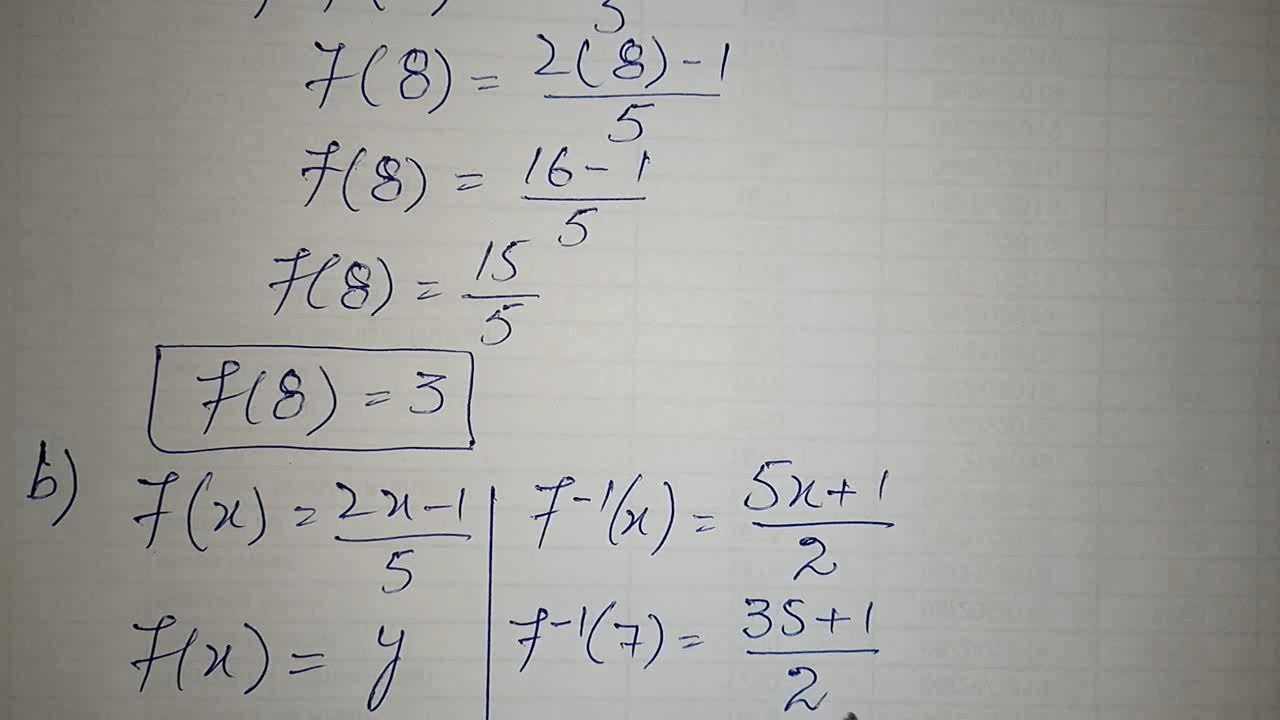 F(8) = 2(8) - 1 / 5
F(8) = 16 - 1 / 5
F(8) = 15 / 5
F(8) = 3
b)
F(x) = 2x - 1 / 5
F(x) = y
F⁻¹(x) = 5x + 1 / 2
F⁻¹(7) = 35 + 1 / 2